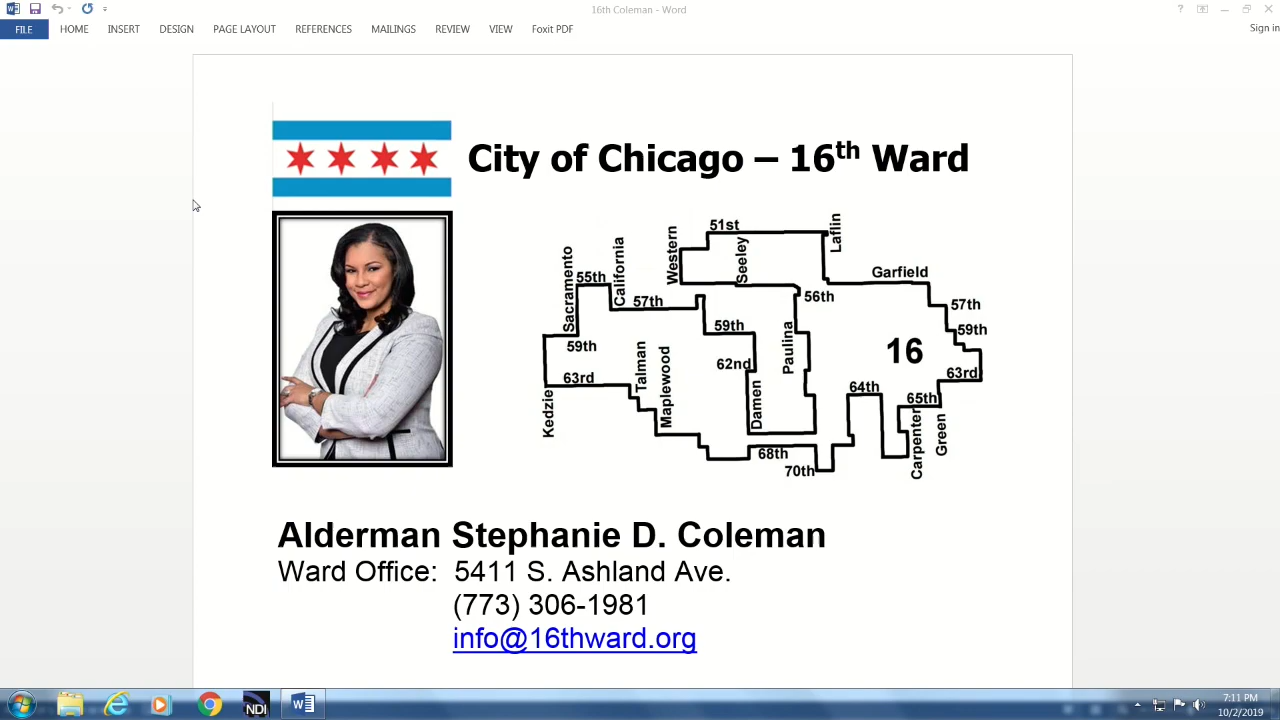 16th Coleman - Word
?
Sign in
FILE HOME INSERT DESIGN PAGE LAYOUT REFERENCES MAILINGS REVIEW VIEW Foxit PDF
City of Chicago – 16th Ward
51st
Laflin
Western
Seeley
California
Sacramento
55th
Garfield
57th
56th
57th
59th
59th
59th
Paulina
16
Talman
Maplewood
62nd
63rd
63rd
64th
65th
Kedzie
Damen
Carpenter
Green
68th
70th
Alderman Stephanie D. Coleman
Ward Office: 5411 S. Ashland Ave.
(773) 306-1981
info@16thward.org
NDI
7:11 PM
10/2/2019